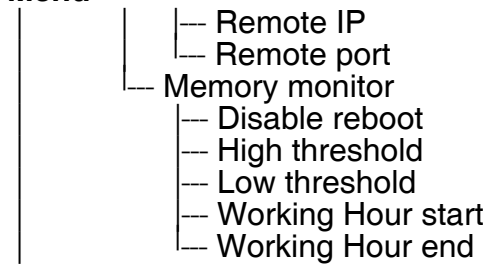 Remote IP
Remote port
Memory monitor
Disable reboot
High threshold
Low threshold
Working Hour start
Working Hour end